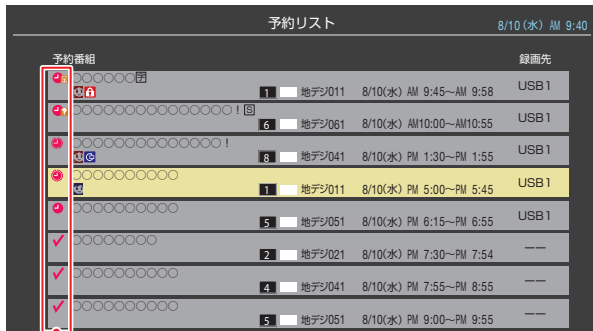 予約リスト 8/10(水) AM 9:40
予約番組 録画先
○○○○○○字
1 地デジ011 8/10(水) AM 9:45～AM 9:58 USB1
○○○○○○○○○○○○○○○！S
6 地デジ061 8/10(水) AM10:00～AM10:55 USB1
○○○○○○○○○○○○○○！
8 地デジ041 8/10(水) PM 1:30～PM 1:55 USB1
○○○○○○○○○○
1 地デジ011 8/10(水) PM 5:00～PM 5:45 USB1
○○○○○○○○○○
5 地デジ051 8/10(水) PM 6:15～PM 6:55 USB1
○○○○○○○○
2 地デジ021 8/10(水) PM 7:30～PM 7:54 ――
○○○○○○○○○○
4 地デジ041 8/10(水) PM 7:55～PM 8:55 ――
○○○○○○○○○○
5 地デジ051 8/10(水) PM 9:00～PM 9:55 ――